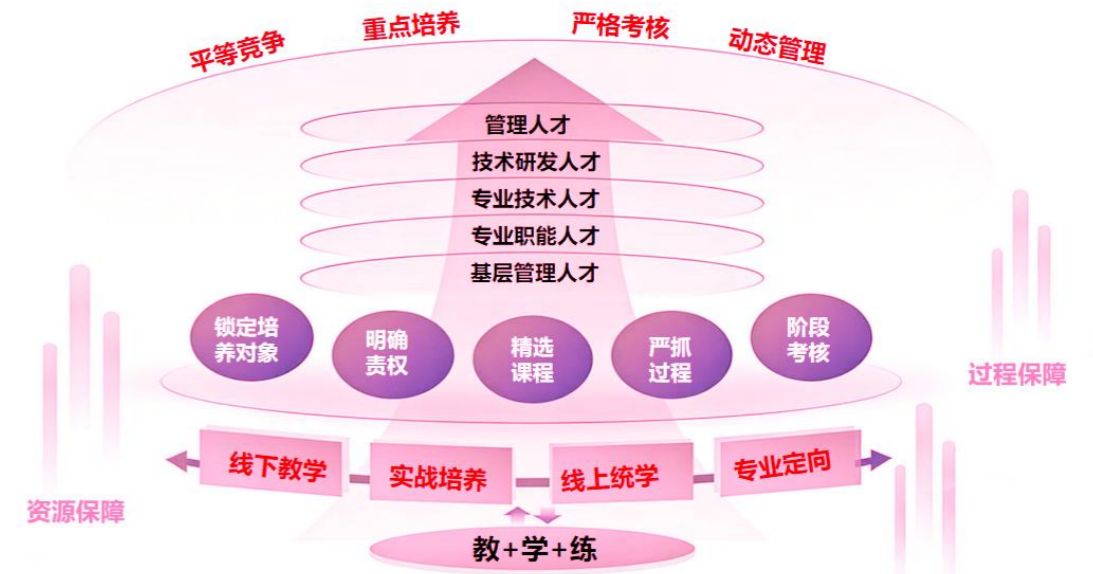 平等竞争
重点培养
严格考核
动态管理
管理人才
技术研发人才
专业技术人才
专业职能人才
基层管理人才
锁定培
养对象
明确
责权
精选
课程
严抓
过程
阶段
考核
过程保障
线下教学
实战培养
线上统学
专业定向
资源保障
教+学+练